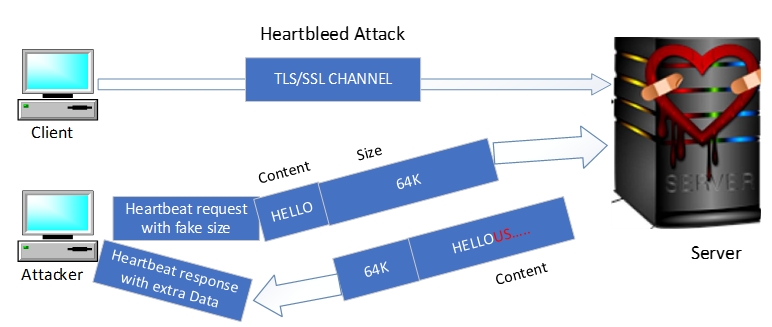 Heartbleed Attack
TLS/SSL CHANNEL
Client
Content
Size
HELLO
64K
Heartbeat request
with fake size
Attacker
Heartbeat response
with extra Data
64K
HELLOUS.....
Content
SERVER
Server